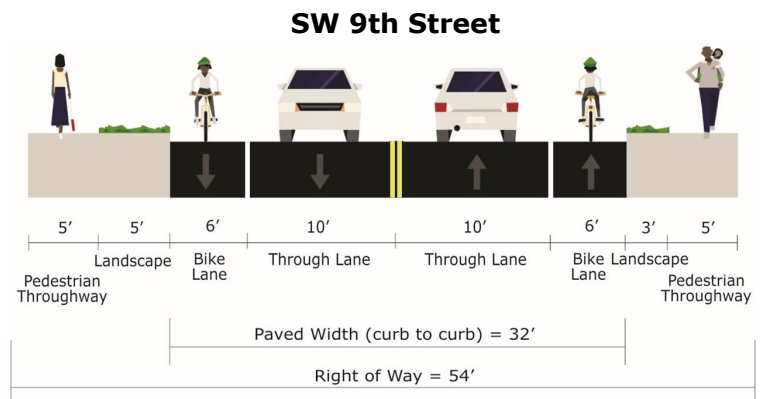 SW 9th Street
5′ 5′ 6′ 10′ 10′ 6′ 3′ 5′
Pedestrian
Throughway
Landscape
Bike
Lane
Through Lane
Through Lane
Bike
Lane
Landscape
Pedestrian
Throughway
Paved Width (curb to curb) = 32′
Right of Way = 54′